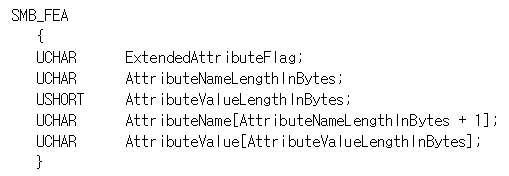 SMB_FEA
{
UCHAR ExtendedAttributeFlag;
UCHAR AttributeNameLengthInBytes;
USHORT AttributeValueLengthInBytes;
UCHAR AttributeName[AttributeNameLengthInBytes + 1];
UCHAR AttributeValue[AttributeValueLengthInBytes];
}